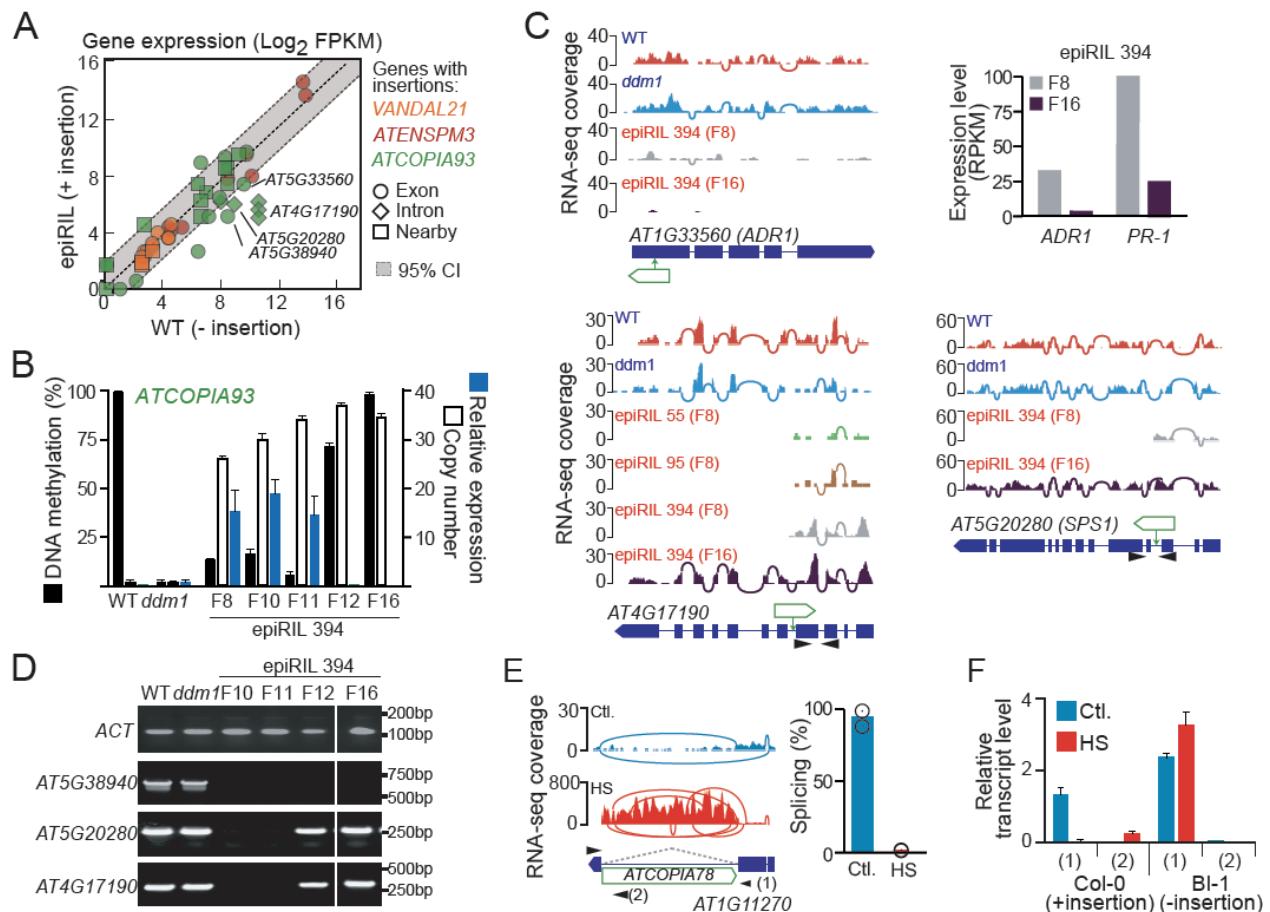 A
Gene expression (Log2 FPKM)
16
12
8
4
0
0
4
8
12
16
epiRIL (+ insertion)
WT (- insertion)
AT5G33560
AT4G17190
AT5G20280
AT5G38940
Genes with
insertions:
VANDAL21
ATENSPM3
ATCOPIA93
Exon
Intron
Nearby
95% CI
B
ATCOPIA93
DNA methylation (%)
100
75
50
25
40
30
20
10
Relative expression
Copy number
WT ddm1
F8 F10 F11 F12 F16
epiRIL 394
C
RNA-seq coverage
40
0
WT
40
0
ddm1
40
0
epiRIL 394 (F8)
40
0
epiRIL 394 (F16)
AT1G33560 (ADR1)
epiRIL 394
Expression level
(RPKM)
100
75
50
25
0
F8
F16
ADR1 PR-1
RNA-seq coverage
30
0
WT
30
0
ddm1
30
0
epiRIL 55 (F8)
30
0
epiRIL 95 (F8)
30
0
epiRIL 394 (F8)
30
0
epiRIL 394 (F16)
AT4G17190
60
0
WT
60
0
ddm1
60
0
epiRIL 394 (F8)
60
0
epiRIL 394 (F16)
AT5G20280 (SPS1)
D
epiRIL 394
WT ddm1 F10 F11 F12 F16
ACT
200bp
100bp
AT5G38940
750bp
500bp
AT5G20280
250bp
AT4G17190
500bp
250bp
E
RNA-seq coverage
30
0
Ctl.
800
0
HS
ATCOPIA78
(1)
(2)
AT1G11270
Splicing (%)
100
50
0
Ctl. HS
F
Relative
transcript level
4
2
0
Ctl.
HS
(1) (2) (1) (2)
Col-0
(+insertion)
Bl-1
(-insertion)